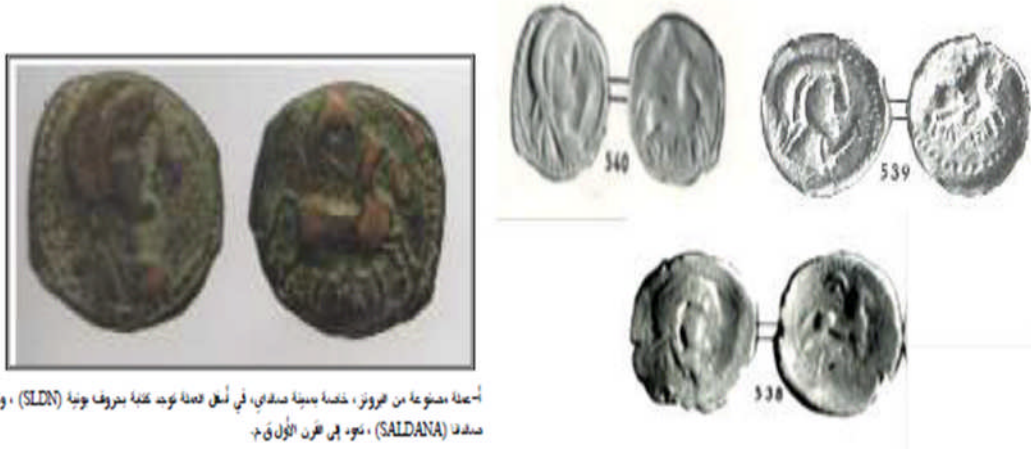 540
539
538
أ-عملة مصنوعة من البرونز ، خاصة بمدينة صلداي، في أسفل العملة توجد كتابة بحروف بونية (SLDN) ، و
صلدانا (SALDANA) ، تعود إلى القرن الأول ق.م.